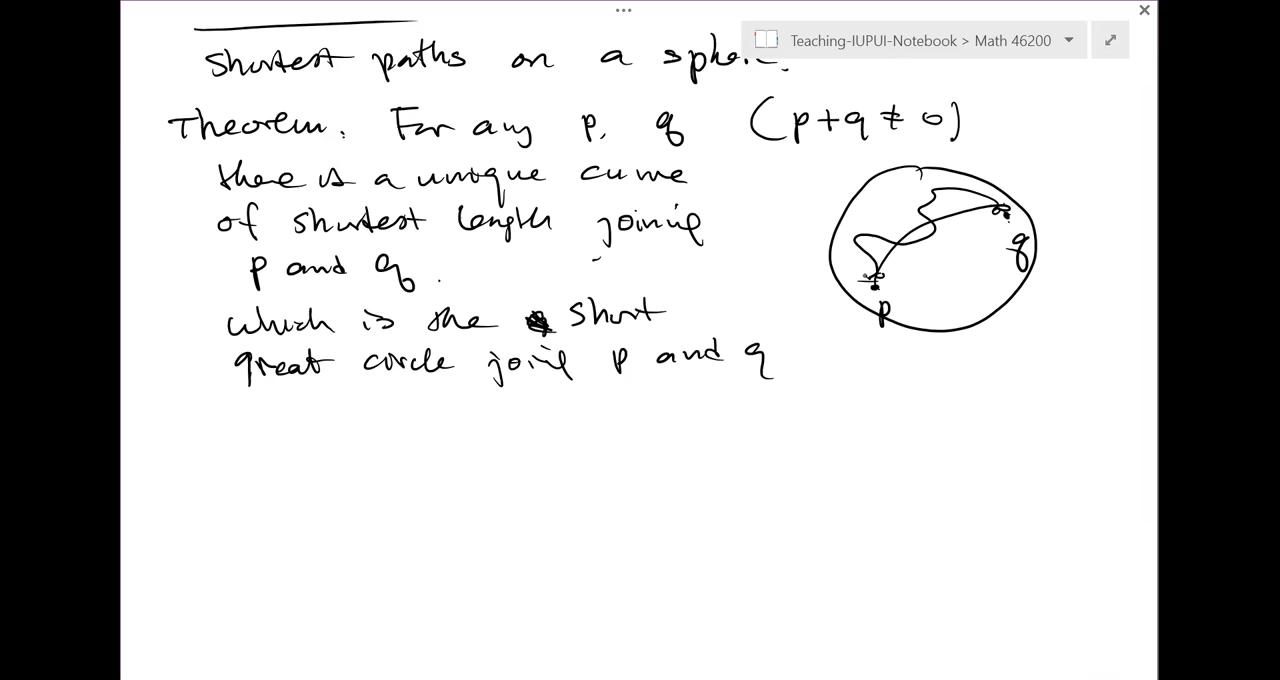 Teaching-IUPUI-Notebook > Math 46200
Shortest paths on a sphere.
Theorem. For any p, q (p+q ≠ 0)
there is a unique curve
of shortest length joining
p and q.
which is the short
great circle joing p and q
q
p